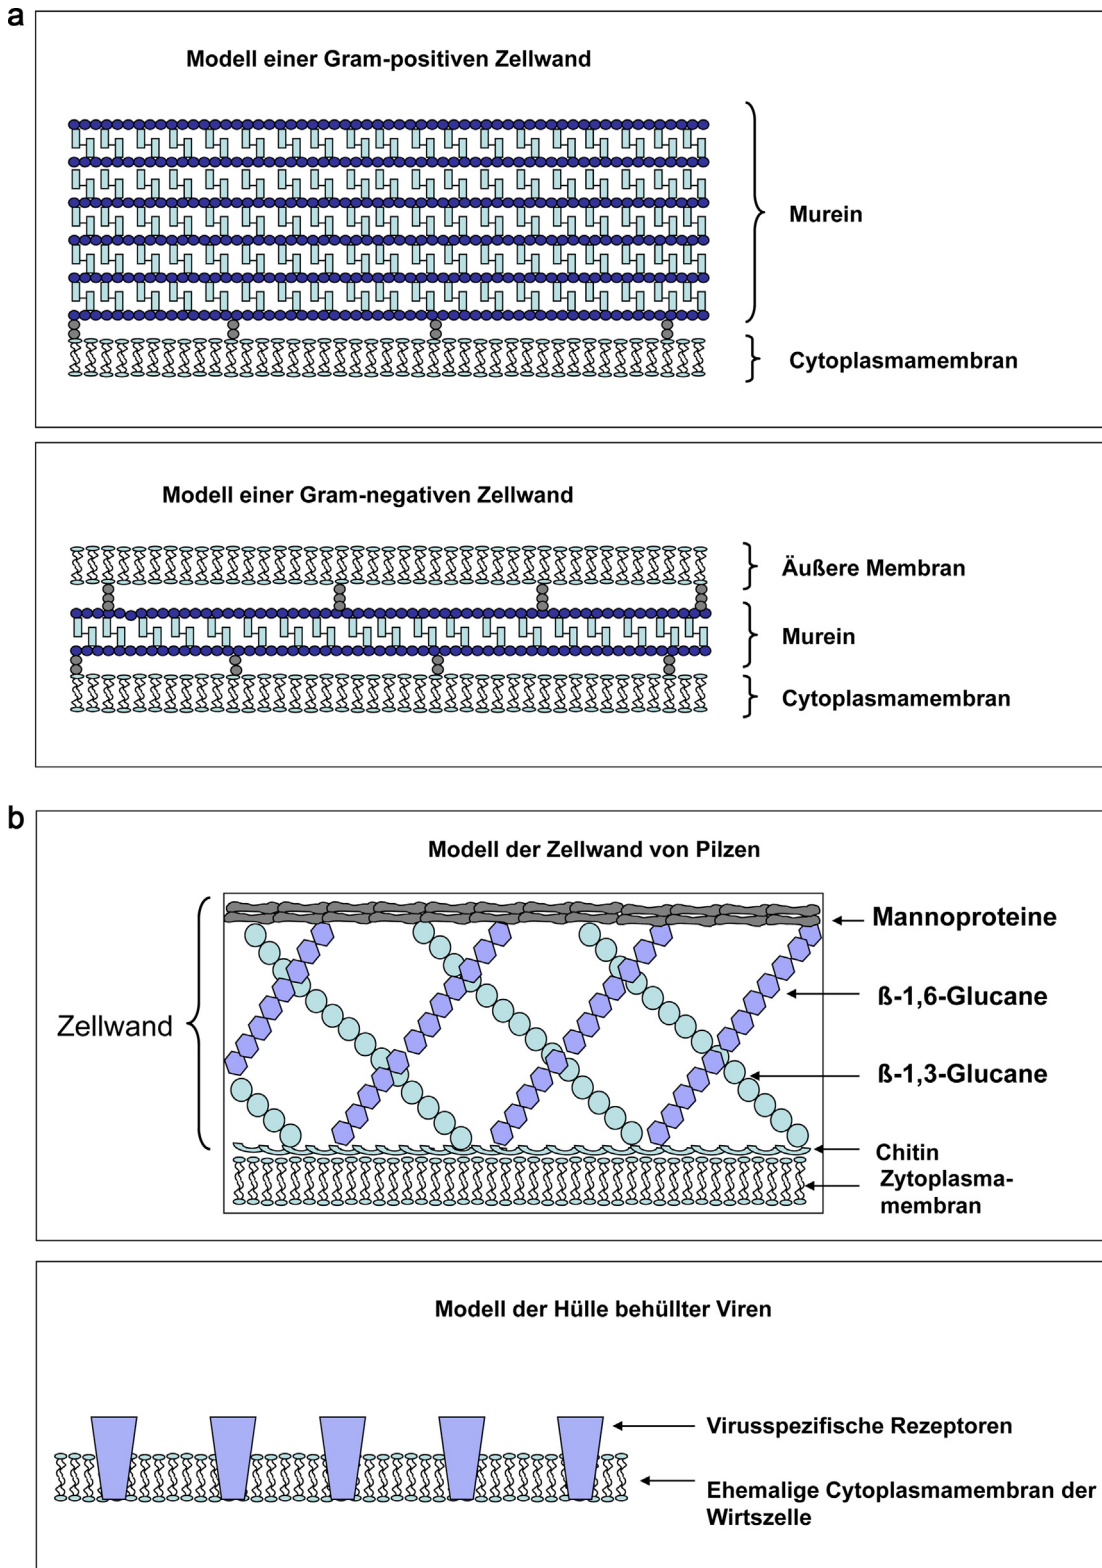 a
Modell einer Gram-positiven Zellwand
Murein
Cytoplasmamembran
Modell einer Gram-negativen Zellwand
Äußere Membran
Murein
Cytoplasmamembran
b
Modell der Zellwand von Pilzen
Zellwand
Mannoproteine
ß-1,6-Glucane
ß-1,3-Glucane
Chitin
Zytoplasma-
membran
Modell der Hülle behüllter Viren
Virusspezifische Rezeptoren
Ehemalige Cytoplasmamembran der
Wirtszelle